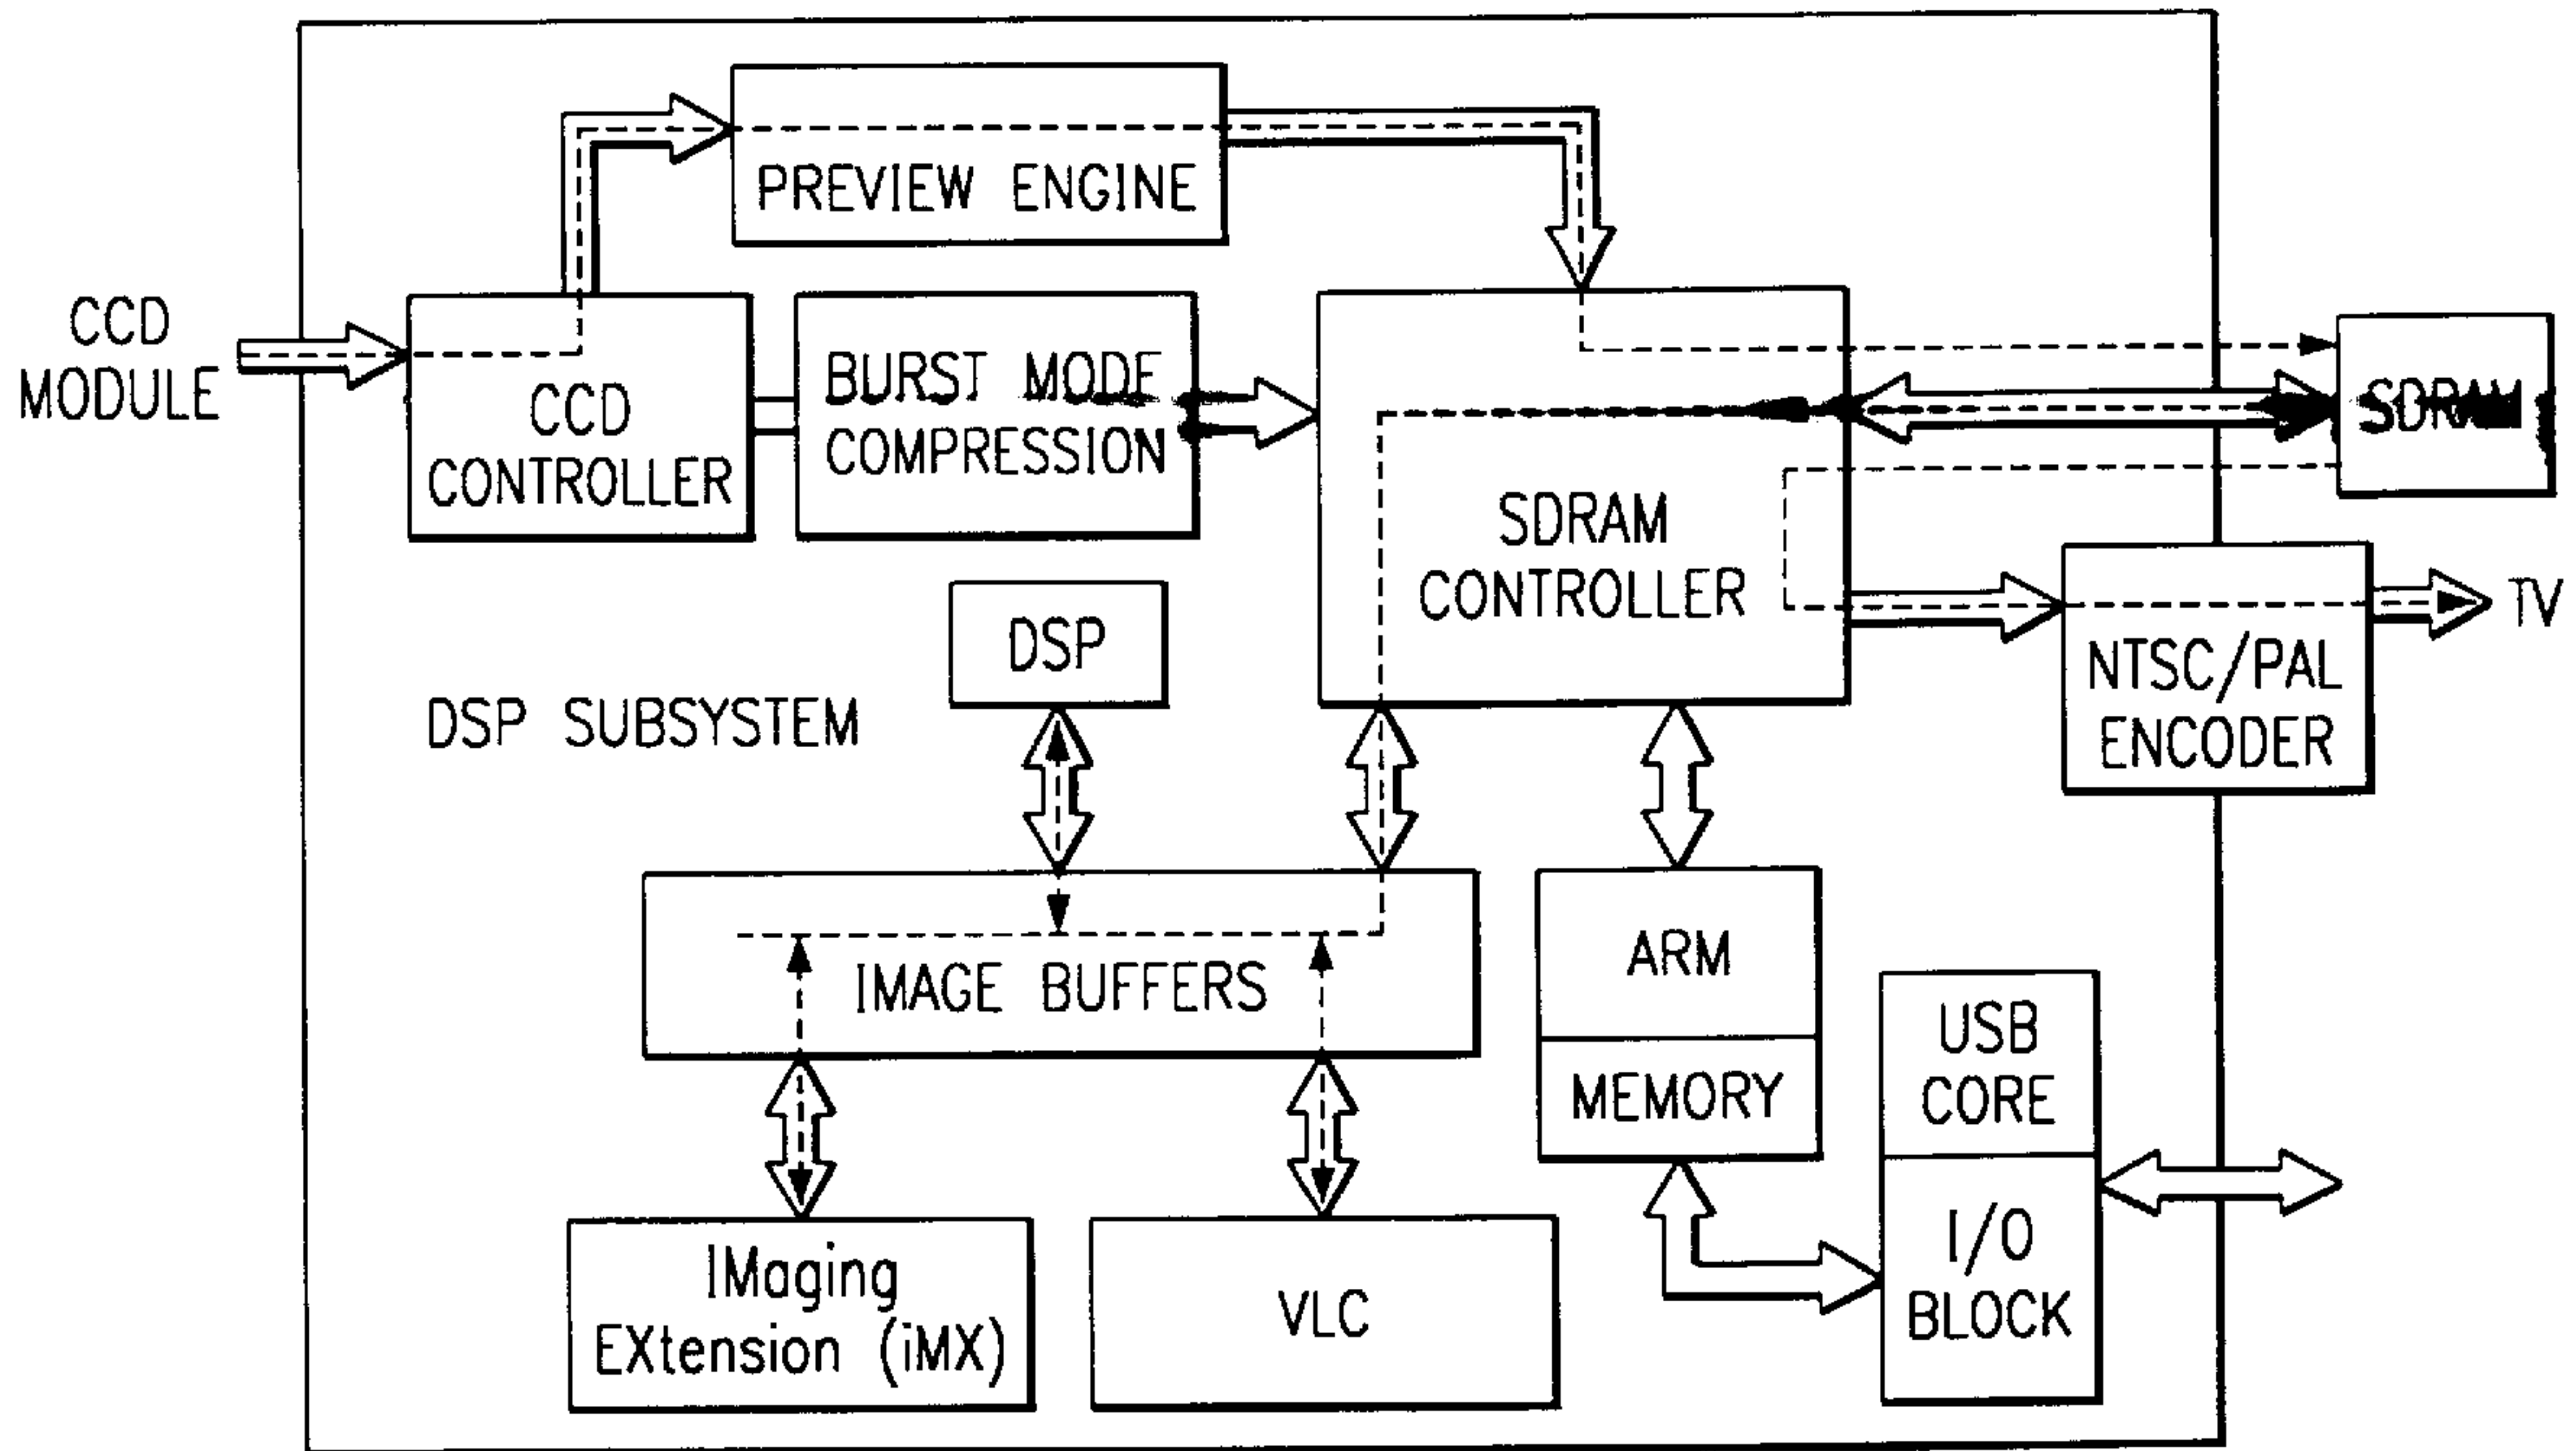 PREVIEW ENGINE
CCD
MODULE
CCD
CONTROLLER
BURST MODE
COMPRESSION
SDRAM
CONTROLLER
SDRAM
NTSC/PAL
ENCODER
TV
DSP
DSP SUBSYSTEM
IMAGE BUFFERS
ARM
MEMORY
USB
CORE
I/O
BLOCK
IMaging
EXtension (iMX)
VLC